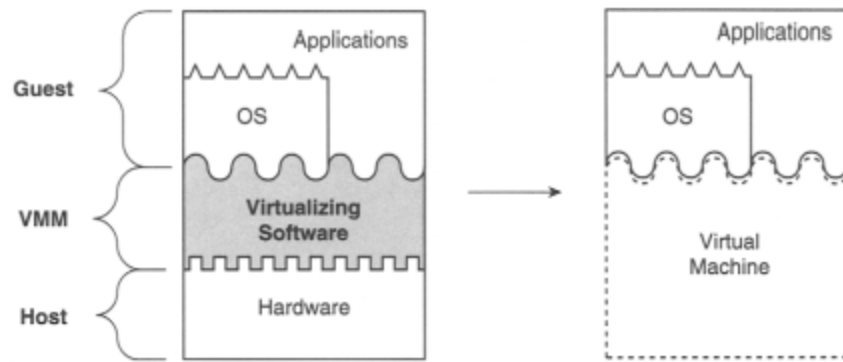 Applications
Guest
OS
VMM
Virtualizing
Software
Host
Hardware
Applications
OS
Virtual
Machine